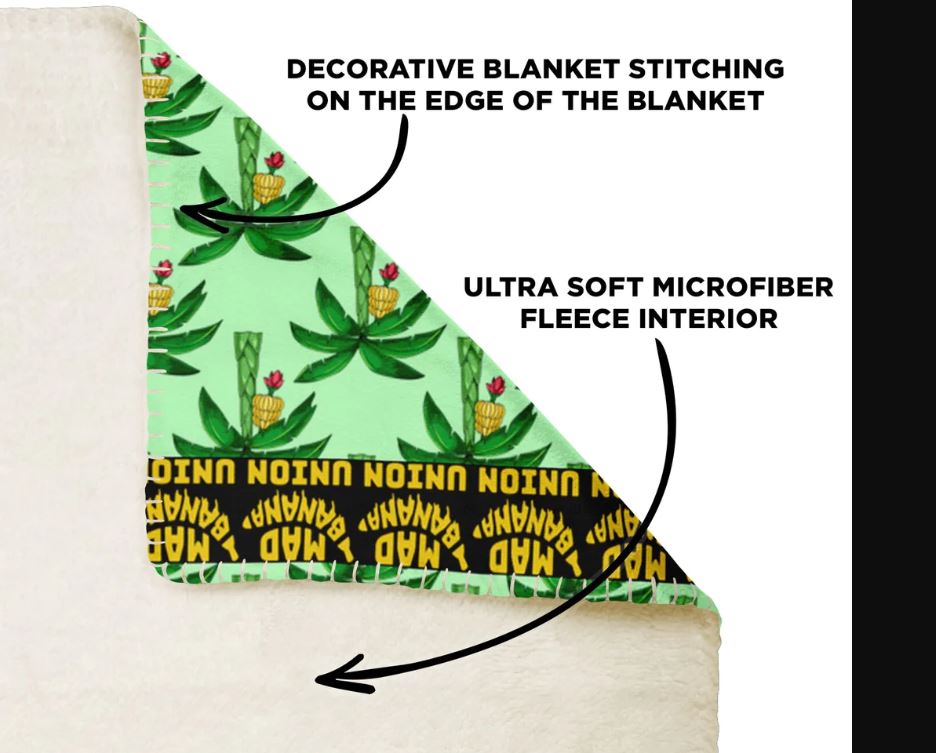 DECORATIVE BLANKET STITCHING
ON THE EDGE OF THE BLANKET
ULTRA SOFT MICROFIBER
FLEECE INTERIOR
UNION UNION UNION UNION
MAD BANANA MAD BANANA MAD BANANA MAD BANANA MAD BANANA